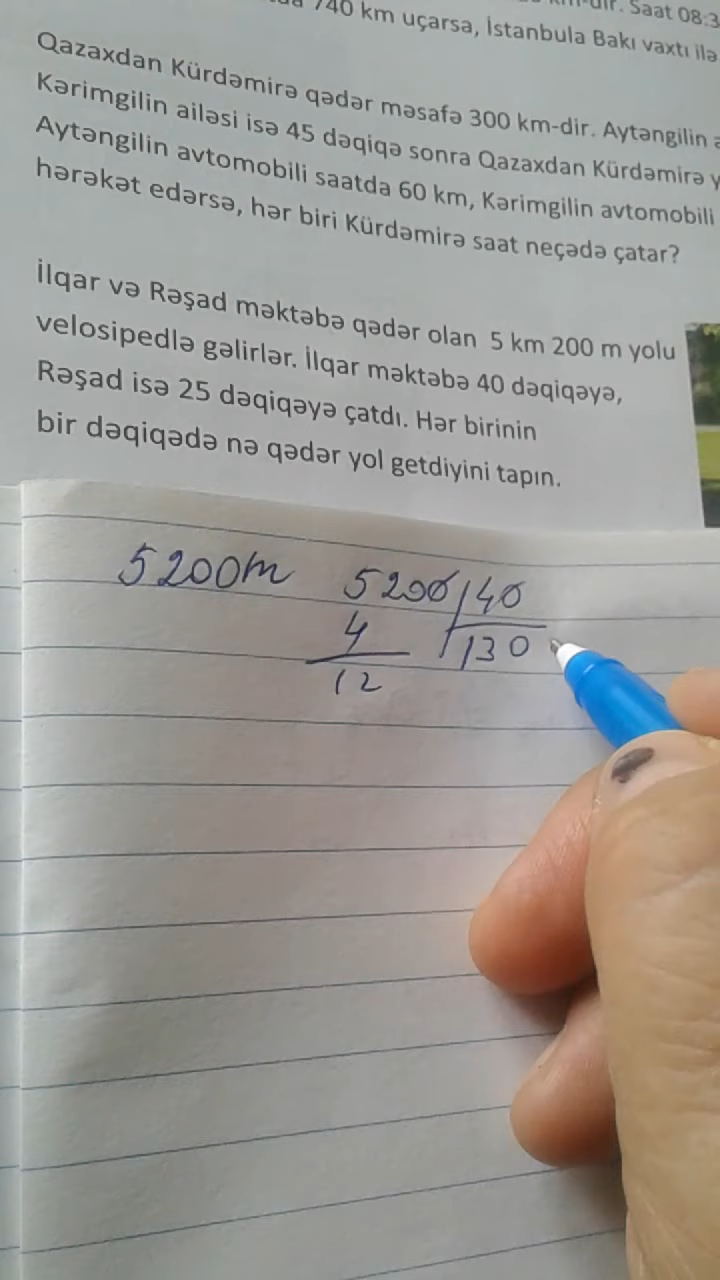 740 km uçarsa, İstanbula Bakı vaxtı ilə
Saat 08:3
Qazaxdan Kürdəmirə qədər məsafə 300 km-dir. Aytəngilin
Kərimgilin ailəsi isə 45 dəqiqə sonra Qazaxdan Kürdəmirə
Aytəngilin avtomobili saatda 60 km, Kərimgilin avtomobili
hərəkət edərsə, hər biri Kürdəmirə saat neçədə çatar?
İlqar və Rəşad məktəbə qədər olan 5 km 200 m yolu
velosipedlə gəlirlər. İlqar məktəbə 40 dəqiqəyə,
Rəşad isə 25 dəqiqəyə çatdı. Hər birinin
bir dəqiqədə nə qədər yol getdiyini tapın.
5200m 5200 40
4 130
12